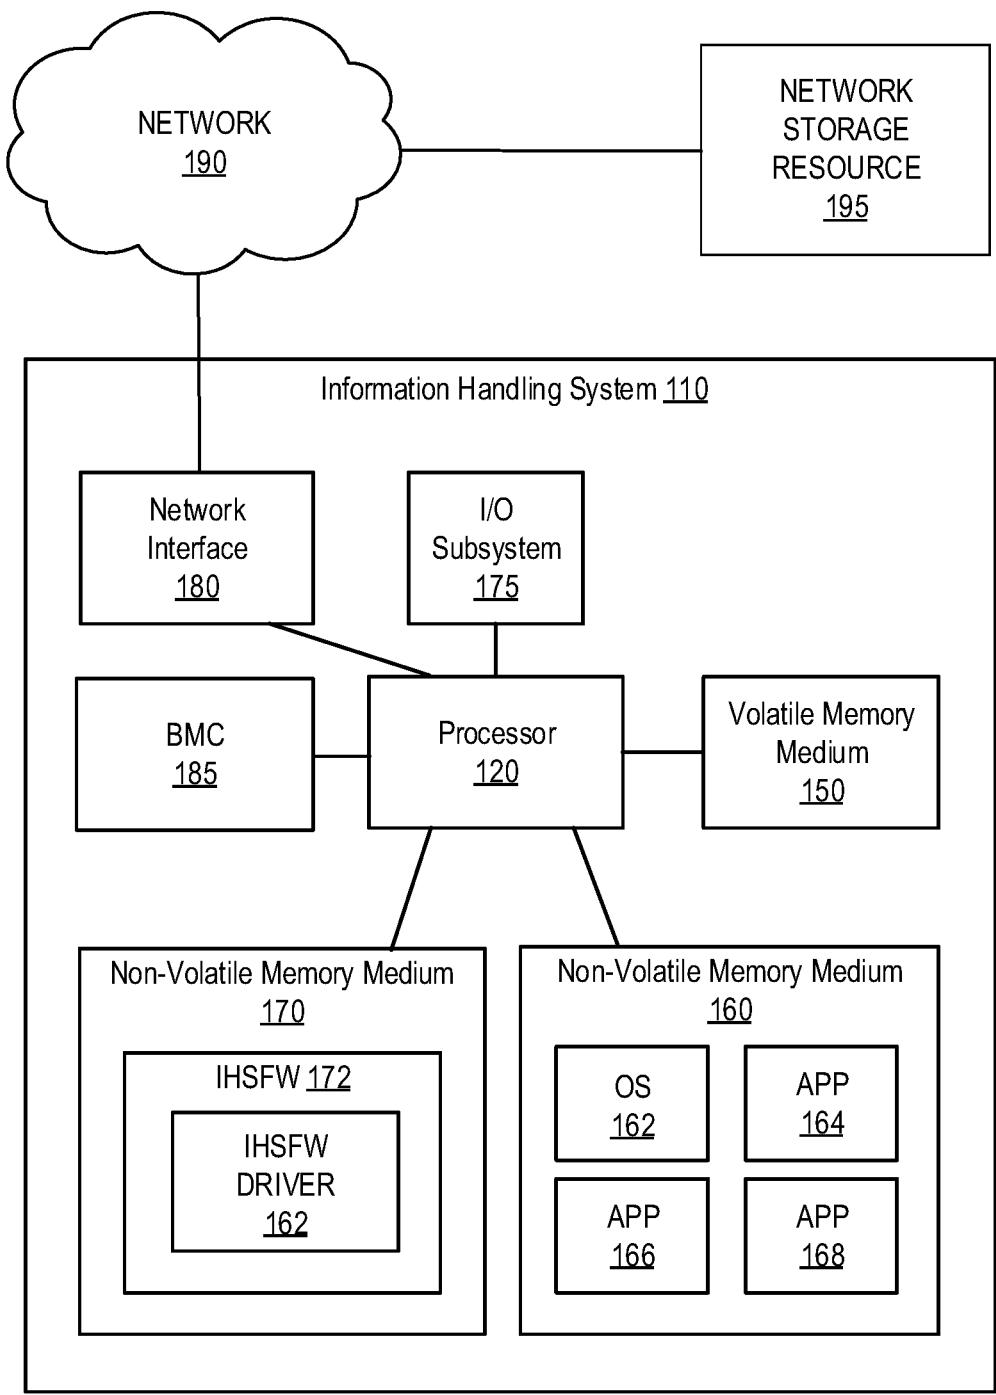 NETWORK
190
NETWORK
STORAGE
RESOURCE
195
Information Handling System 110
Network
Interface
180
I/O
Subsystem
175
BMC
185
Processor
120
Volatile Memory
Medium
150
Non-Volatile Memory Medium
170
IHSFW 172
IHSFW
DRIVER
162
Non-Volatile Memory Medium
160
OS
162
APP
164
APP
166
APP
168